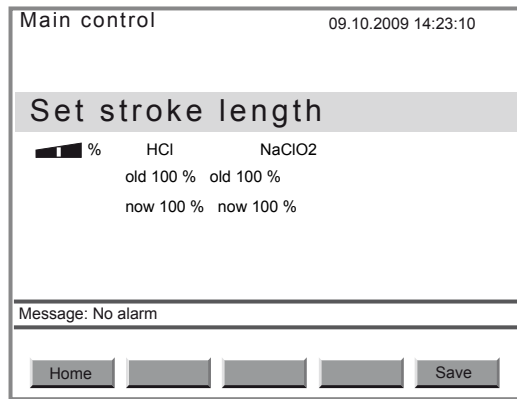 Main control 09.10.2009 14:23:10
Set stroke length
% HCl NaClO2
old 100 % old 100 %
now 100 % now 100 %
Message: No alarm
Home Save